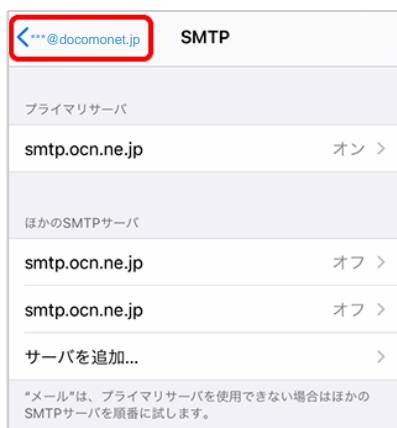 ***@docomonet.jp SMTP
プライマリサーバ
smtp.ocn.ne.jp オン
ほかのSMTPサーバ
smtp.ocn.ne.jp オフ
smtp.ocn.ne.jp オフ
サーバを追加...
"メール"は、プライマリサーバを使用できない場合はほかの
SMTPサーバを順番に試します。